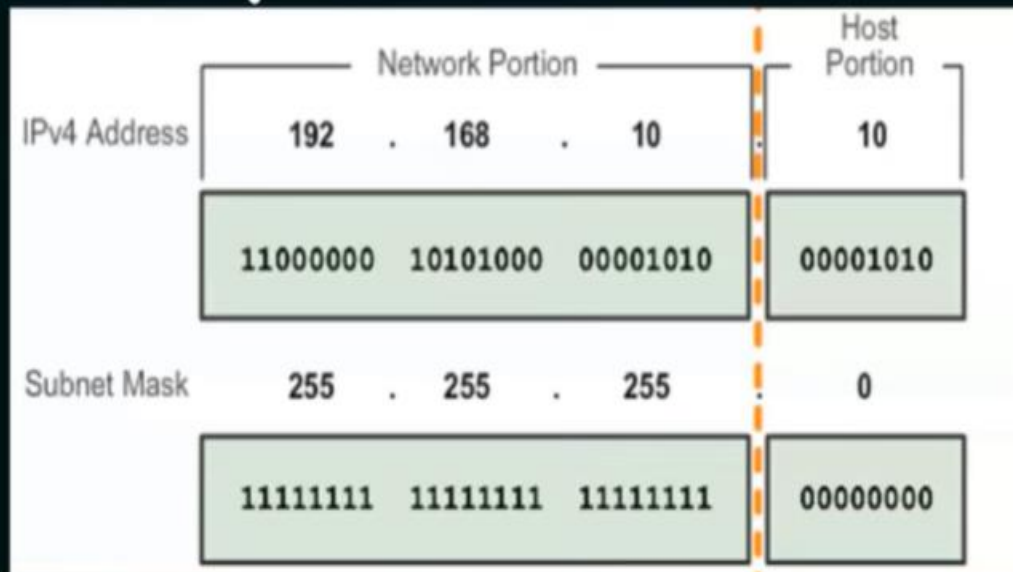 Network Portion
Host
Portion
IPv4 Address 192 . 168 . 10 . 10
11000000 10101000 00001010 00001010
Subnet Mask 255 . 255 . 255 . 0
11111111 11111111 11111111 00000000